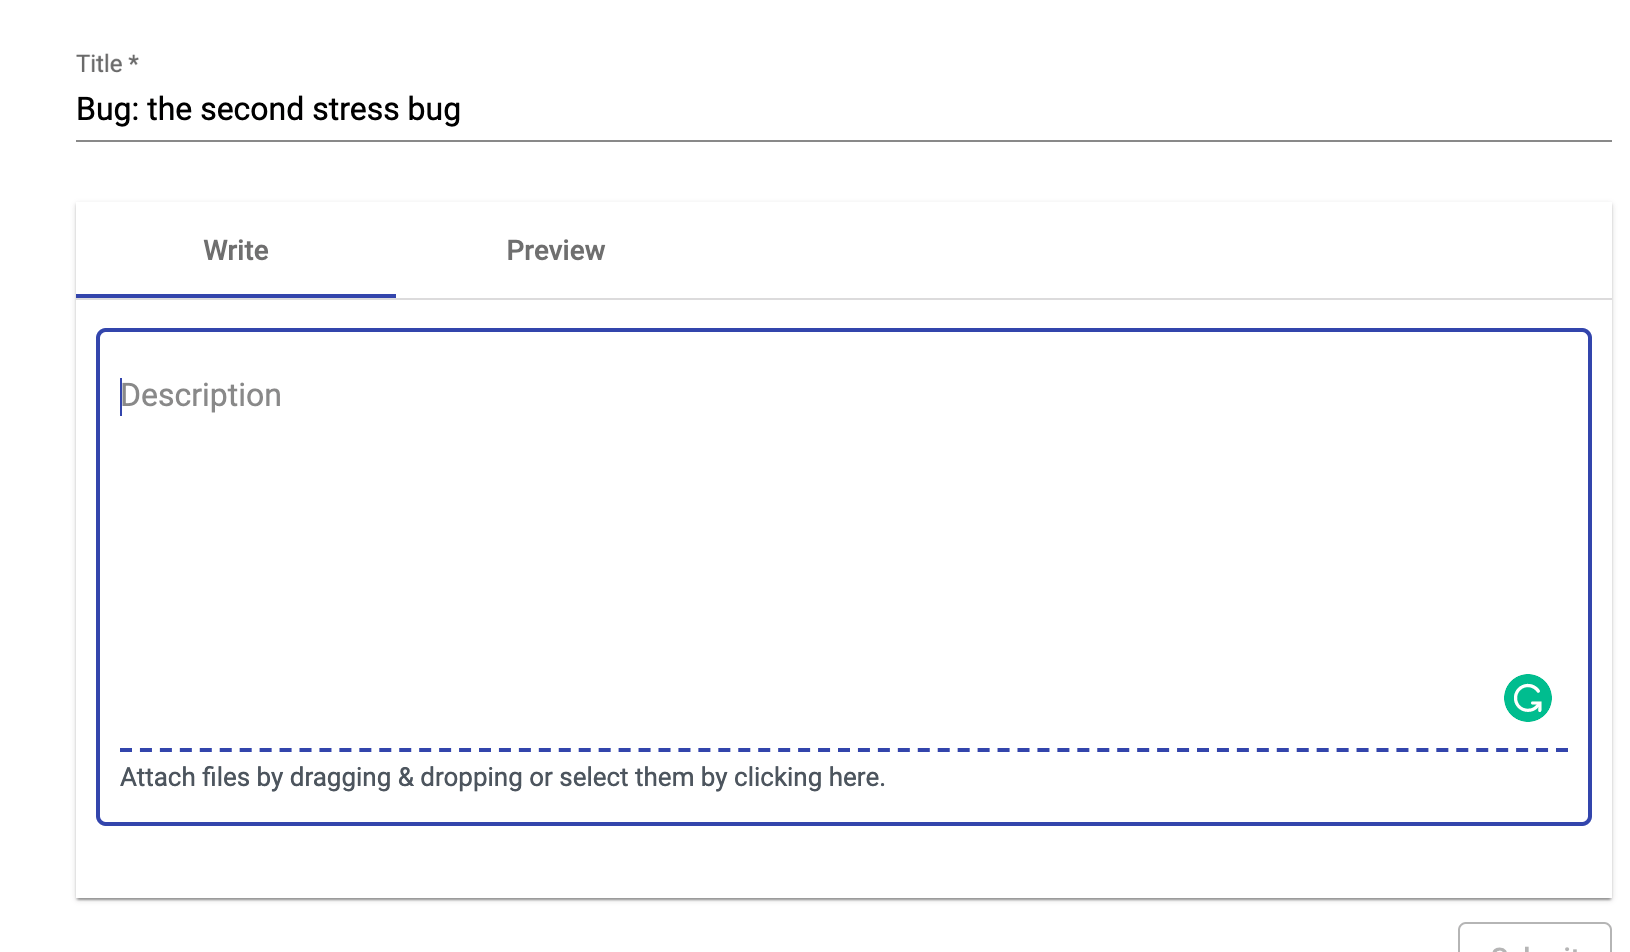 Title *
Bug: the second stress bug
Write
Preview
Description
Attach files by dragging & dropping or select them by clicking here.